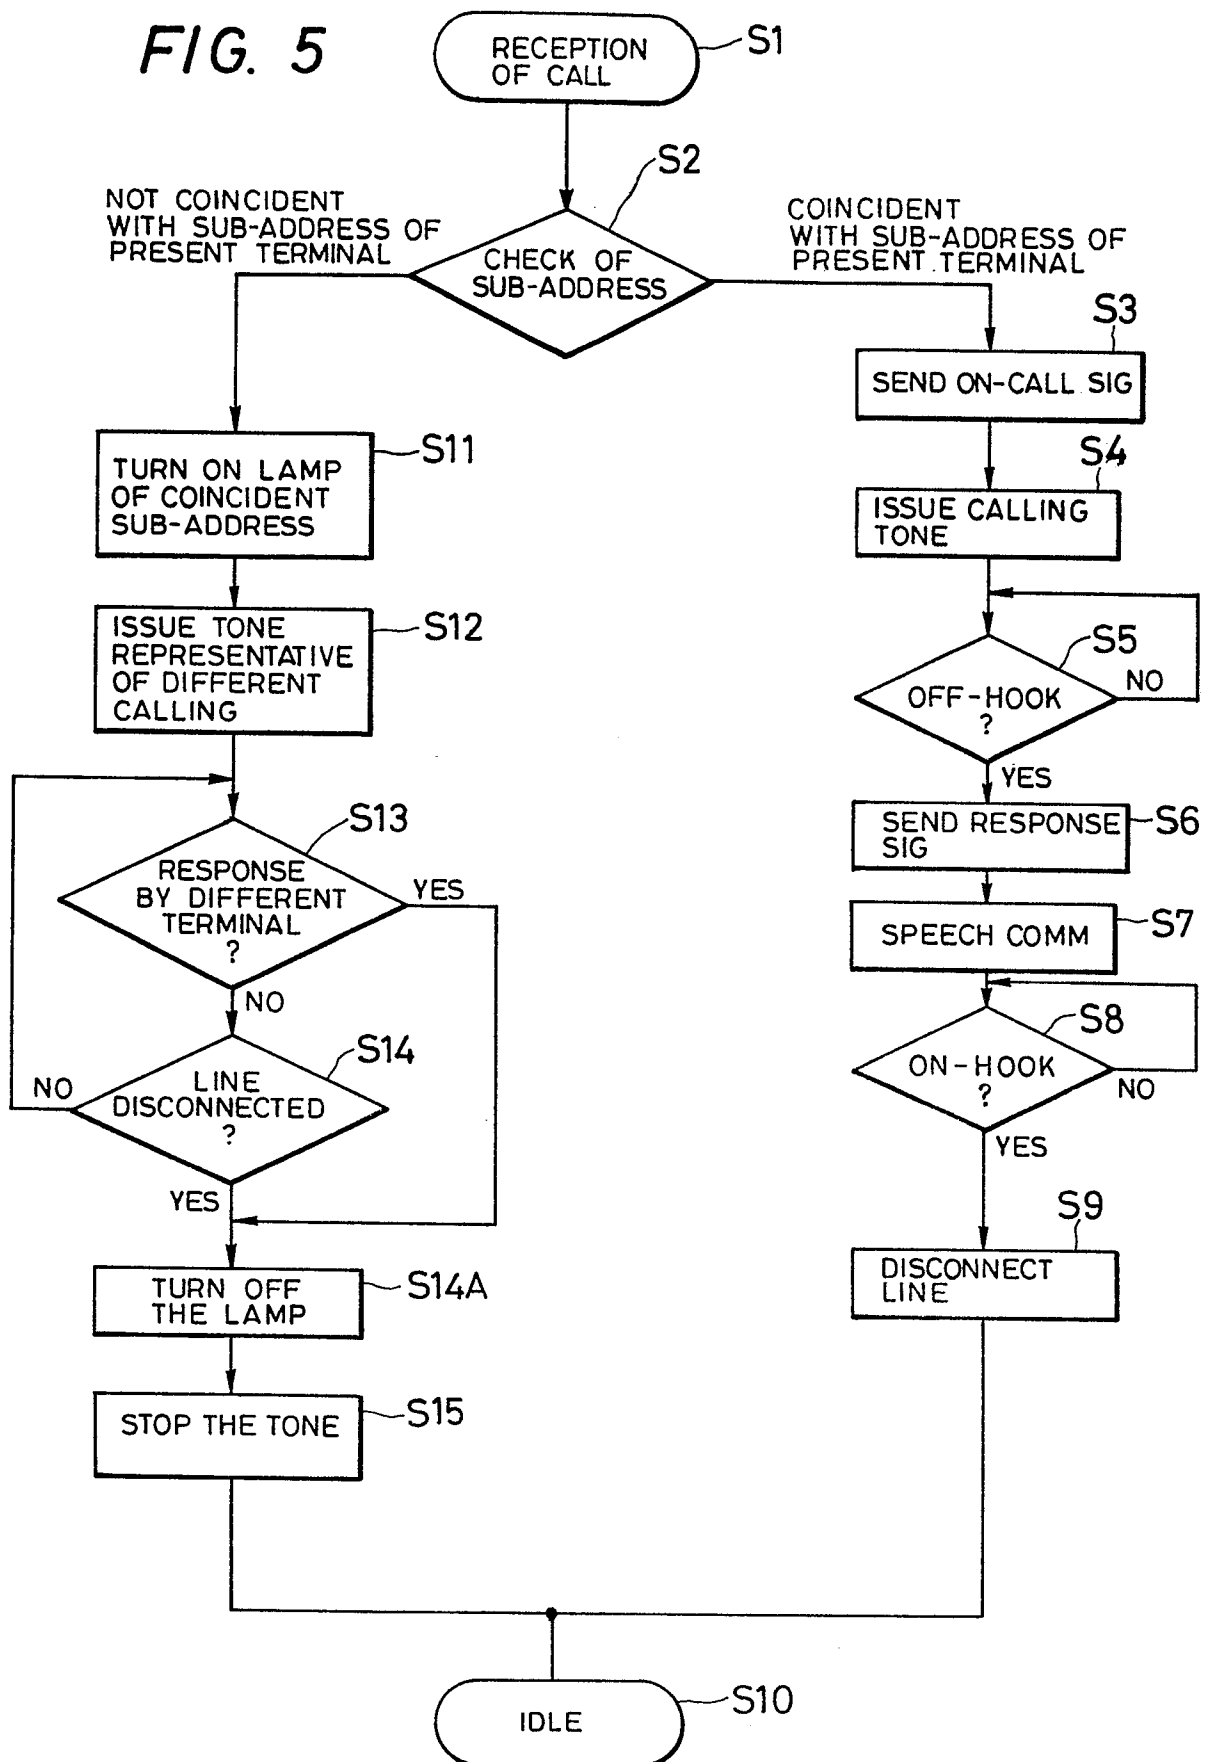 FIG. 5
RECEPTION
OF CALL
S1
S2
NOT COINCIDENT
WITH SUB-ADDRESS OF
PRESENT TERMINAL
COINCIDENT
WITH SUB-ADDRESS OF
PRESENT TERMINAL
CHECK OF
SUB-ADDRESS
S3
SEND ON-CALL SIG
S4
ISSUE CALLING
TONE
S5
OFF-HOOK
?
NO
YES
SEND RESPONSE
SIG
S6
SPEECH COMM
S7
S8
ON-HOOK
?
NO
YES
S9
DISCONNECT
LINE
S11
TURN ON LAMP
OF COINCIDENT
SUB-ADDRESS
S12
ISSUE TONE
REPRESENTATIVE
OF DIFFERENT
CALLING
S13
RESPONSE
BY DIFFERENT
TERMINAL
?
YES
NO
S14
LINE
DISCONNECTED
?
NO
YES
TURN OFF
THE LAMP
S14A
STOP THE TONE
S15
IDLE
S10